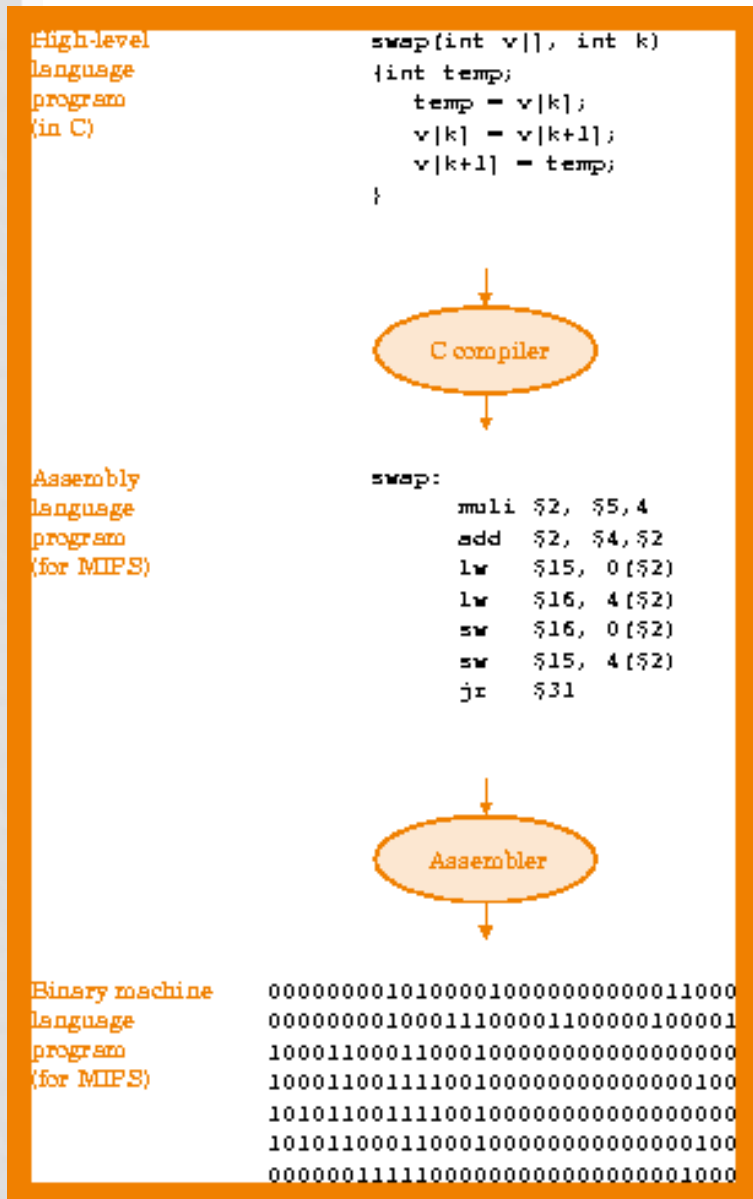 High-level
language
program
(in C)
swap(int v[], int k)
{int temp;
temp = v[k];
v[k] = v[k+1];
v[k+1] = temp;
}
C compiler
Assembly
language
program
(for MIPS)
swap:
muli $2, $5,4
add $2, $4,$2
lw $15, 0($2)
lw $16, 4($2)
sw $16, 0($2)
sw $15, 4($2)
jr $31
Assembler
Binary machine
language
program
(for MIPS)
00000000101000010000000000011000
00000000100011100001100000100001
10001100011000100000000000000000
10001100111100100000000000000100
10101100111100100000000000000000
10101100011000100000000000000100
00000011111000000000000000001000